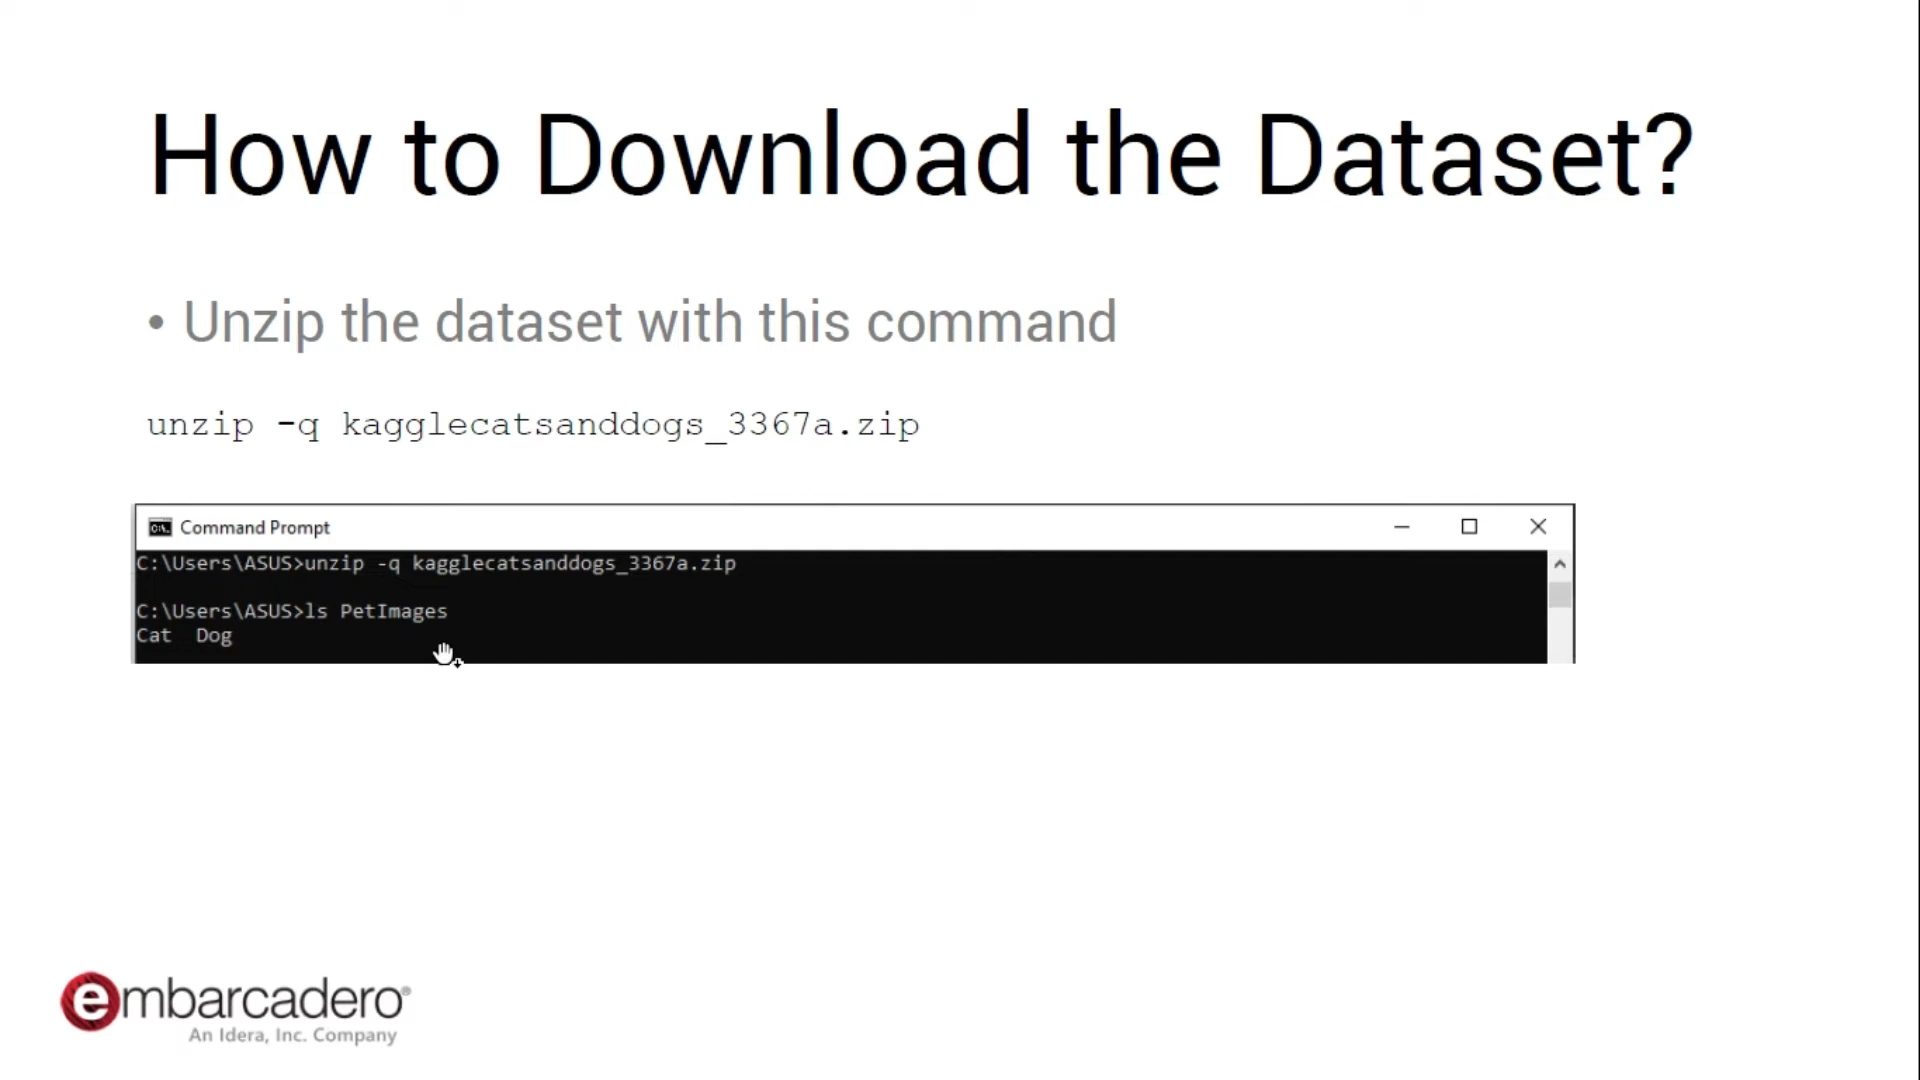 How to Download the Dataset?
• Unzip the dataset with this command
unzip -q kagglecatsanddogs_3367a.zip
Command Prompt
C:\Users\ASUS>unzip -q kagglecatsanddogs_3367a.zip
C:\Users\ASUS>ls PetImages
Cat  Dog
embarcadero®
An Idera, Inc. Company